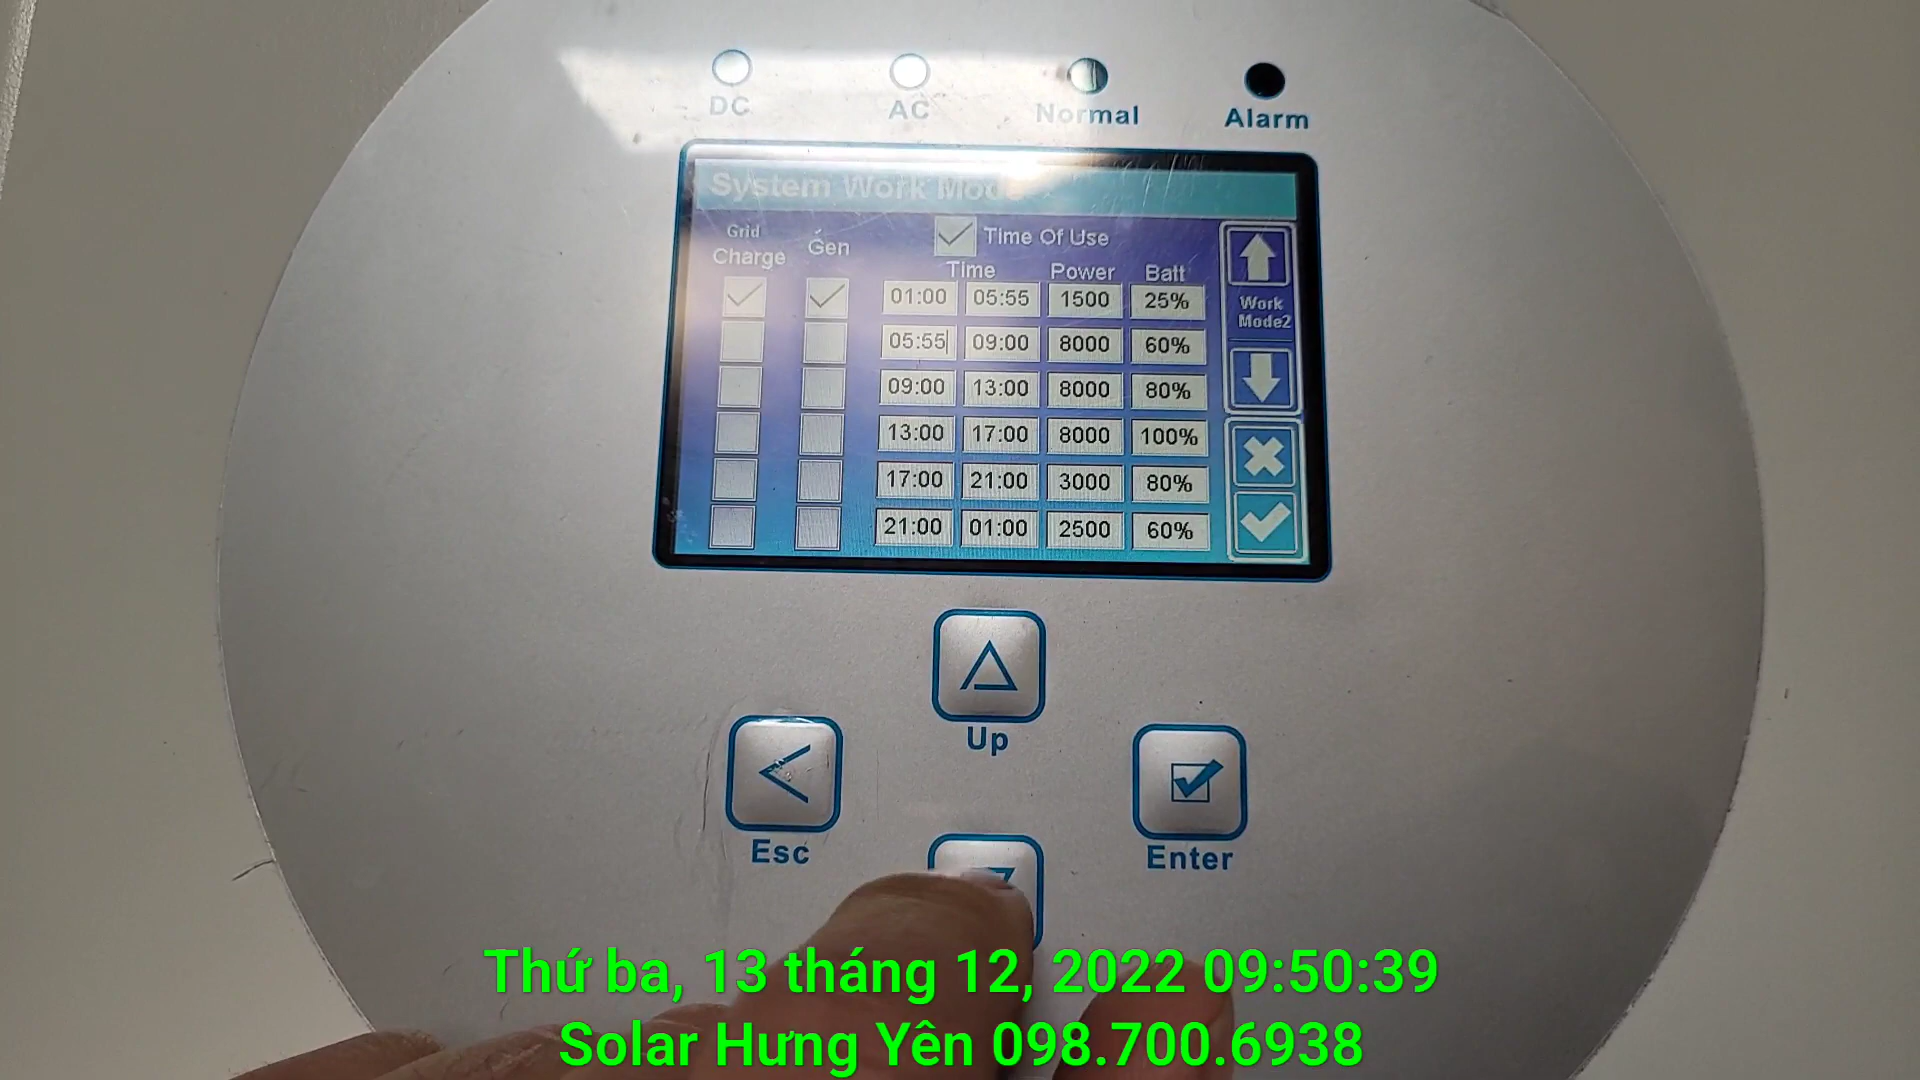 DC AC Normal Alarm
System Work Mode
Grid
Charge Gen Time Of Use
Time Power Batt
01:00 05:55 1500 25%
05:55 09:00 8000 60%
09:00 13:00 8000 80%
13:00 17:00 8000 100%
17:00 21:00 3000 80%
21:00 01:00 2500 60%
Work
Mode2
Up
Esc
Enter
Thứ ba, 13 tháng 12, 2022 09:50:39
Solar Hưng Yên 098.700.6938